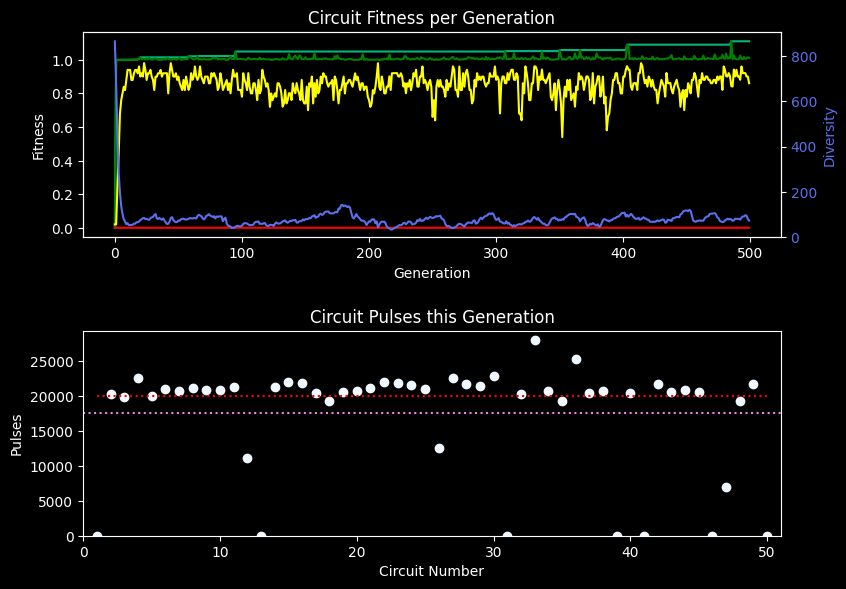 Circuit Fitness per Generation
1.0
0.8
0.6
0.4
0.2
0.0
Fitness
800
600
400
200
0
Diversity
0 100 200 300 400 500
Generation
Circuit Pulses this Generation
25000
20000
15000
10000
5000
0
Pulses
0 10 20 30 40 50
Circuit Number